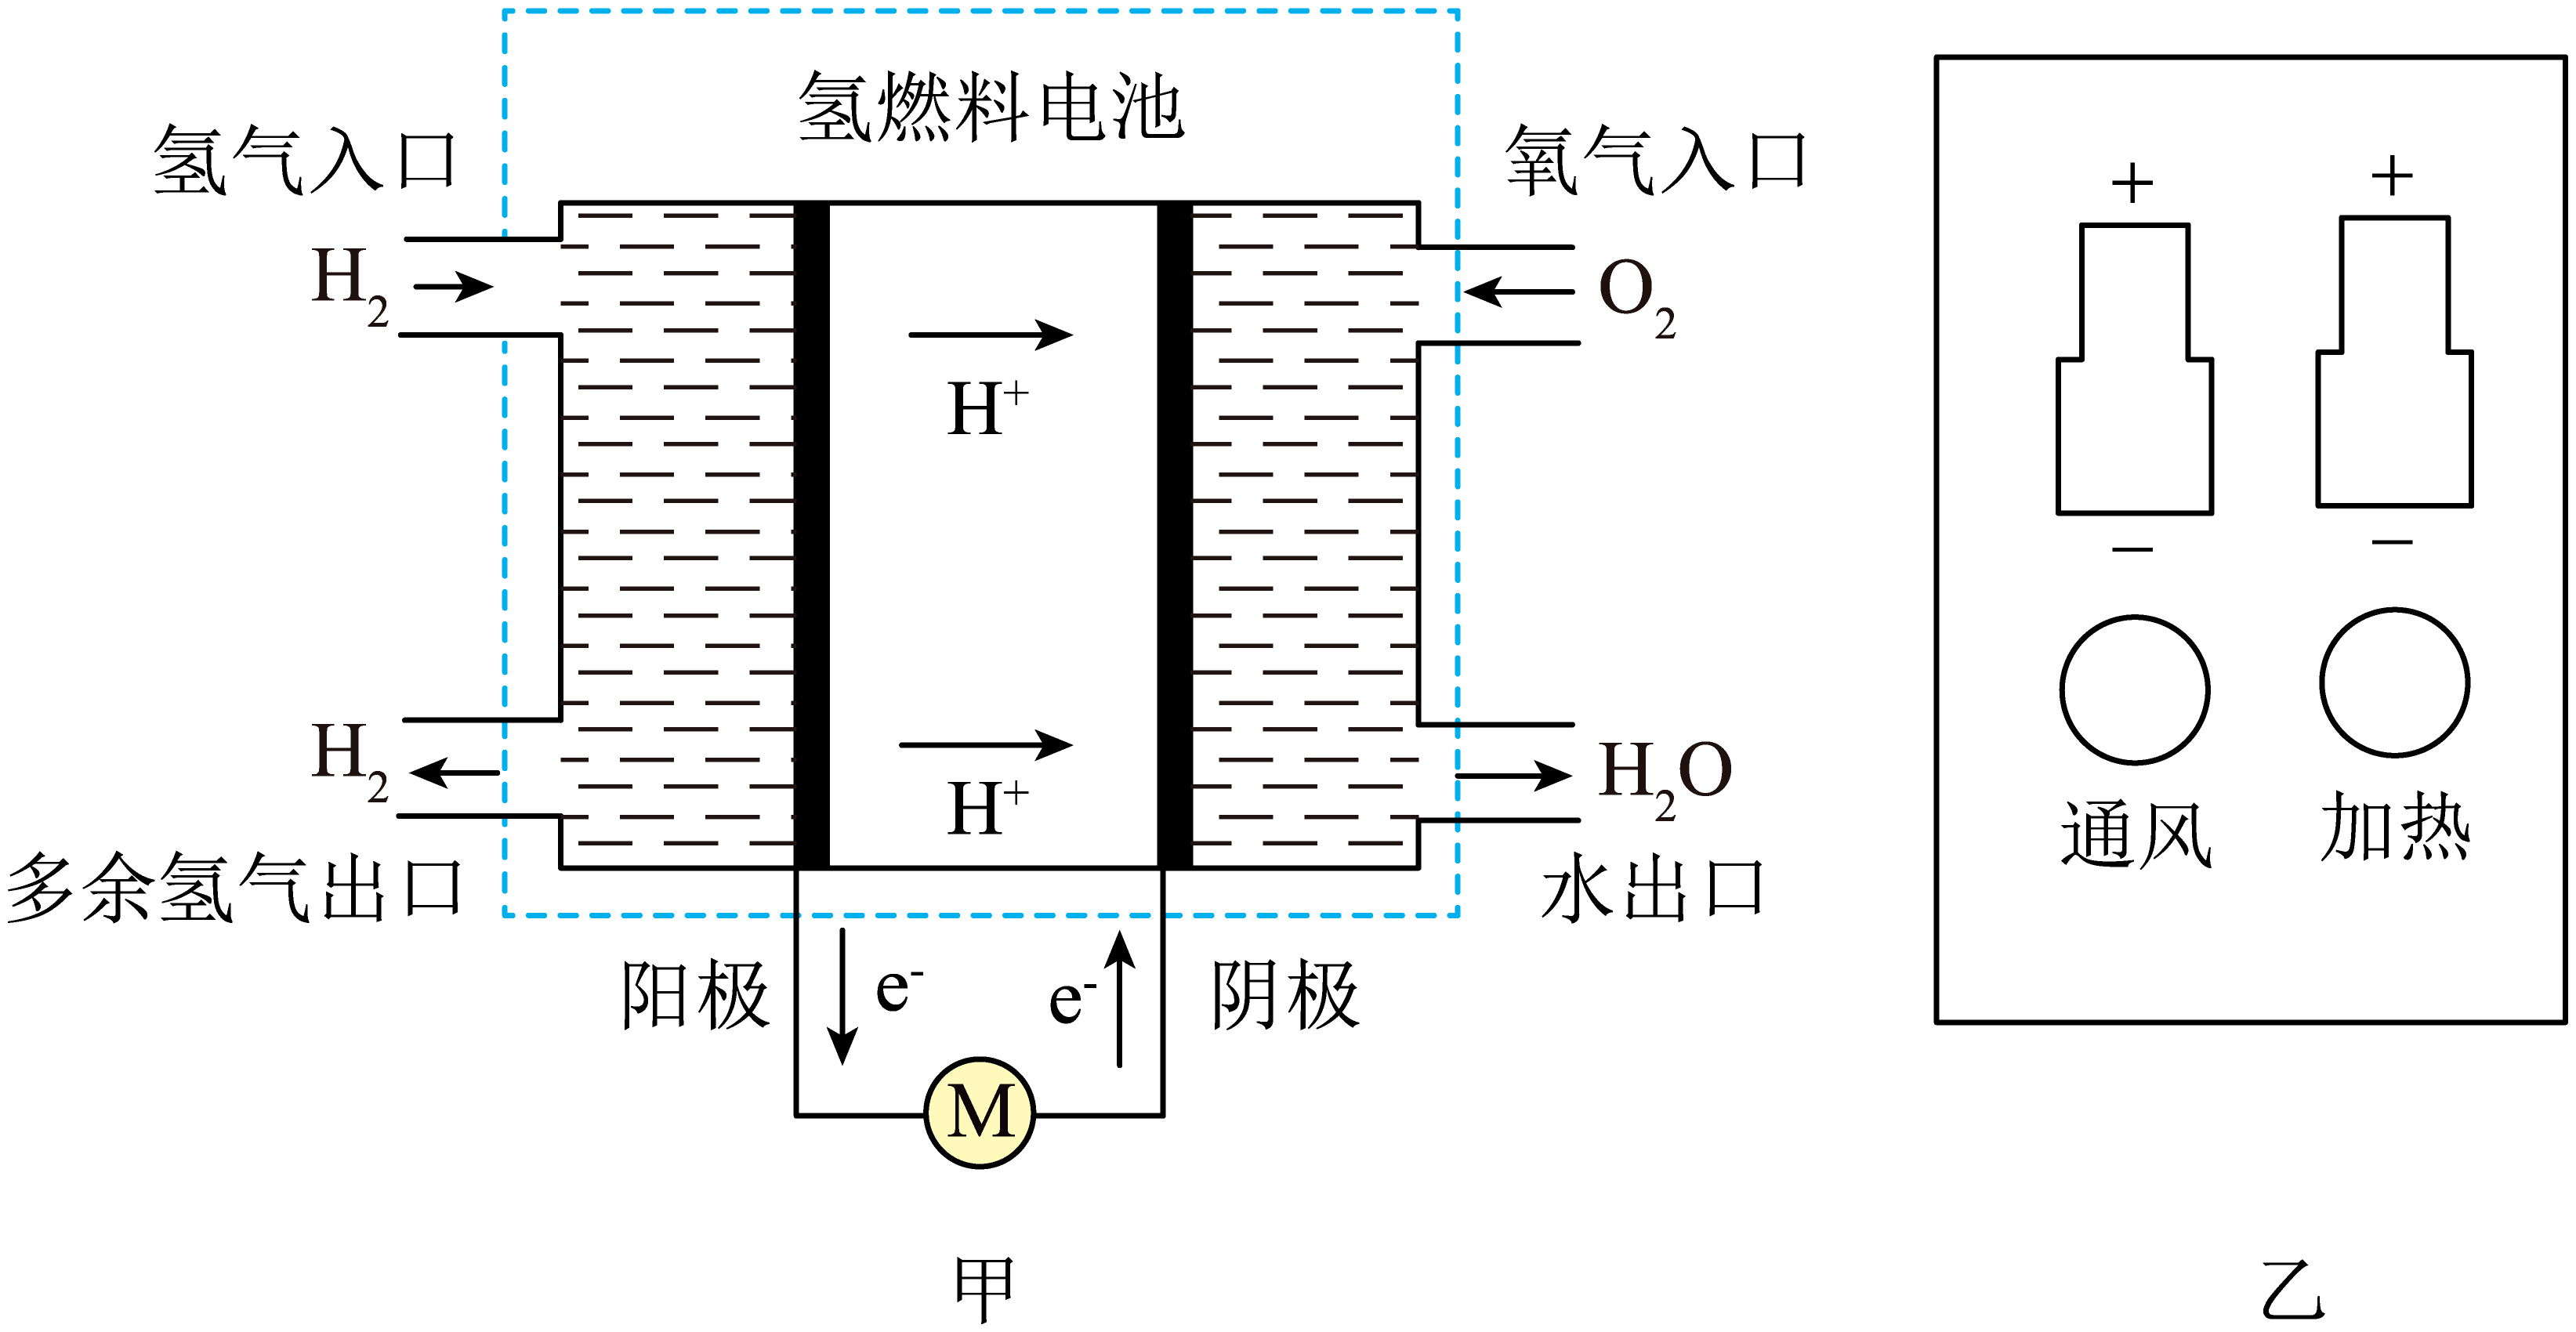 氢燃料电池
氢气入口
氧气入口
H₂
O₂
H⁺
H⁺
H₂
H₂O
多余氢气出口
水出口
阳极
e⁻
e⁻
阴极
M
甲
+
+
−
−
通风
加热
乙